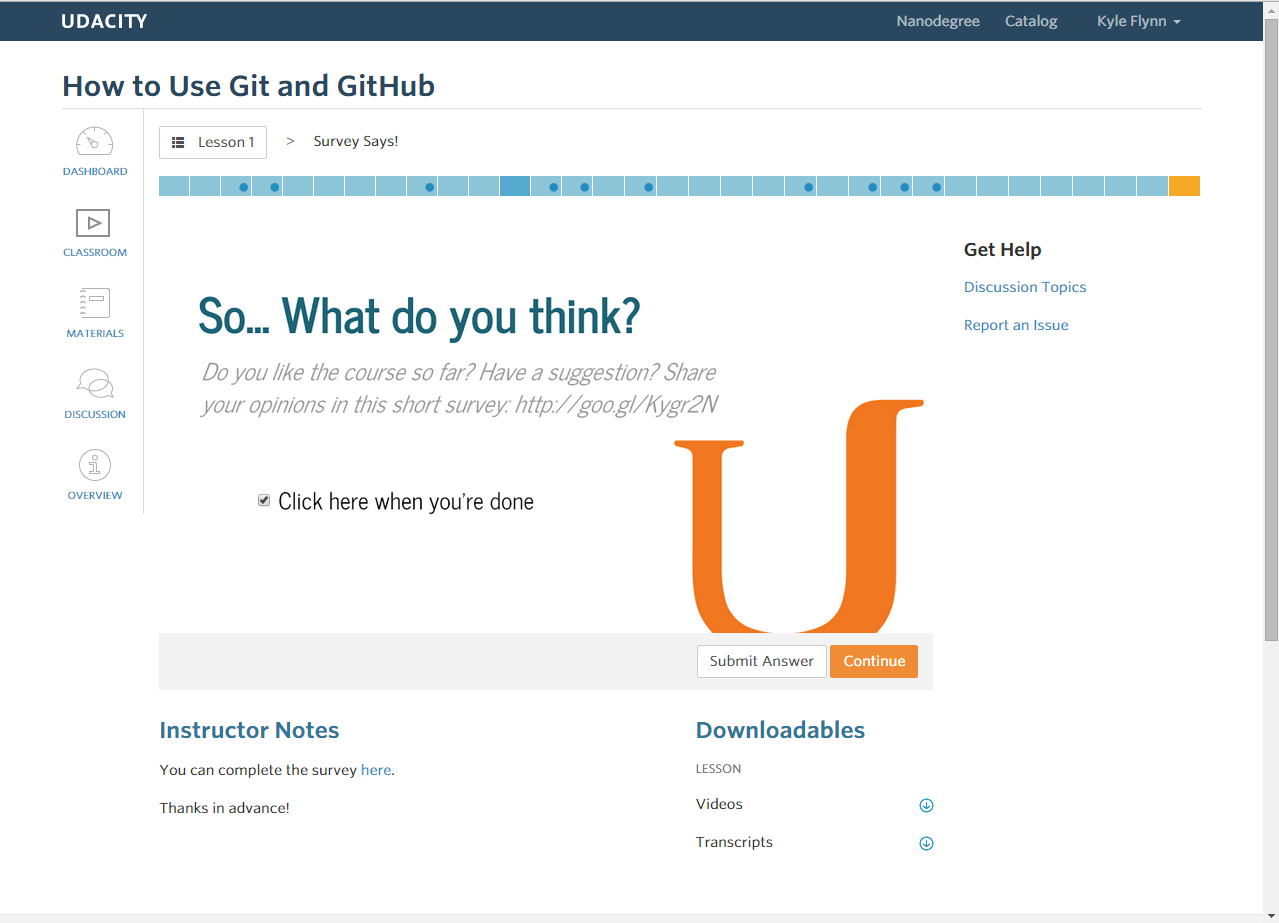 UDACITY
Nanodegree Catalog Kyle Flynn
How to Use Git and GitHub
DASHBOARD
CLASSROOM
MATERIALS
DISCUSSION
OVERVIEW
Lesson 1 > Survey Says!
So... What do you think?
Do you like the course so far? Have a suggestion? Share
your opinions in this short survey: http://goo.gl/Kygr2N
Click here when you're done
Submit Answer Continue
Get Help
Discussion Topics
Report an Issue
Instructor Notes
You can complete the survey here.
Thanks in advance!
Downloadables
LESSON
Videos
Transcripts